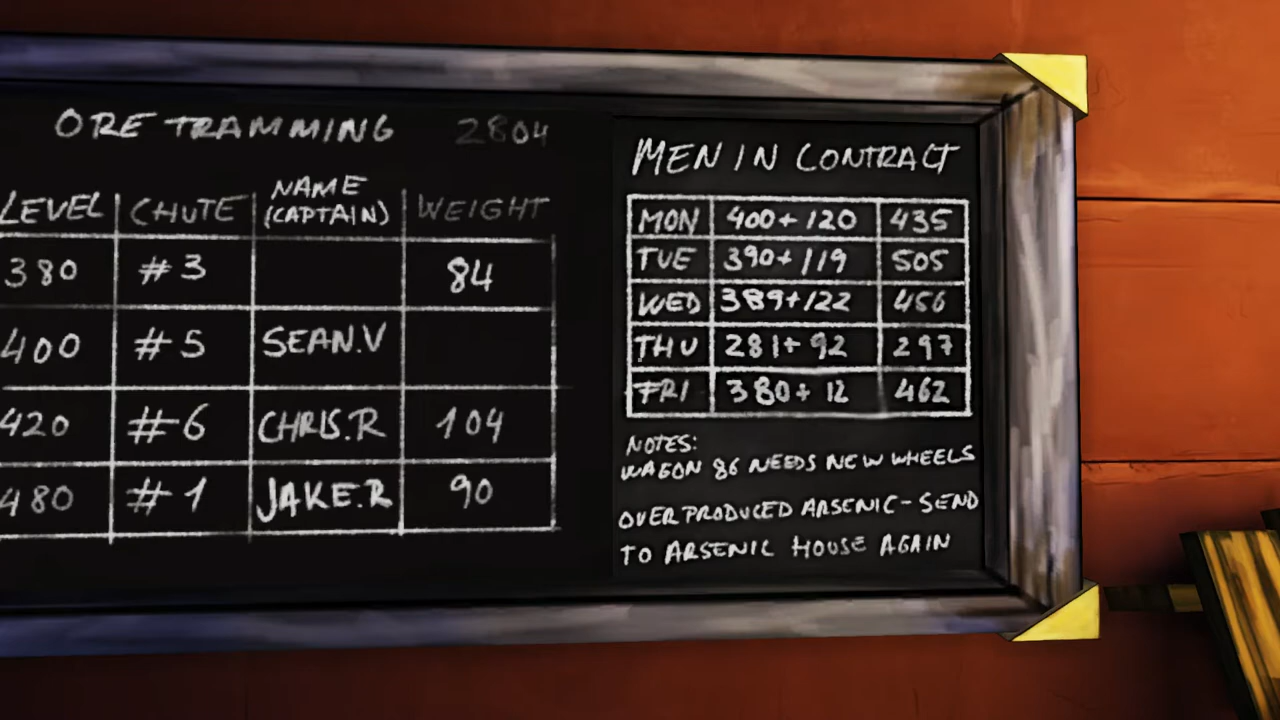 ORE TRAMMING 2804
LEVEL CHUTE NAME (CAPTAIN) WEIGHT
380 #3 84
400 #5 SEAN.V
420 #6 CHRIS.R 104
480 #1 JAKE.R 90
MEN IN CONTRACT
MON 400+120 435
TUE 390+119 505
WED 389+122 456
THU 281+92 297
FRI 380+12 462
NOTES:
WAGON 86 NEEDS NEW WHEELS
OVERPRODUCED ARSENIC-SEND
TO ARSENIC HOUSE AGAIN